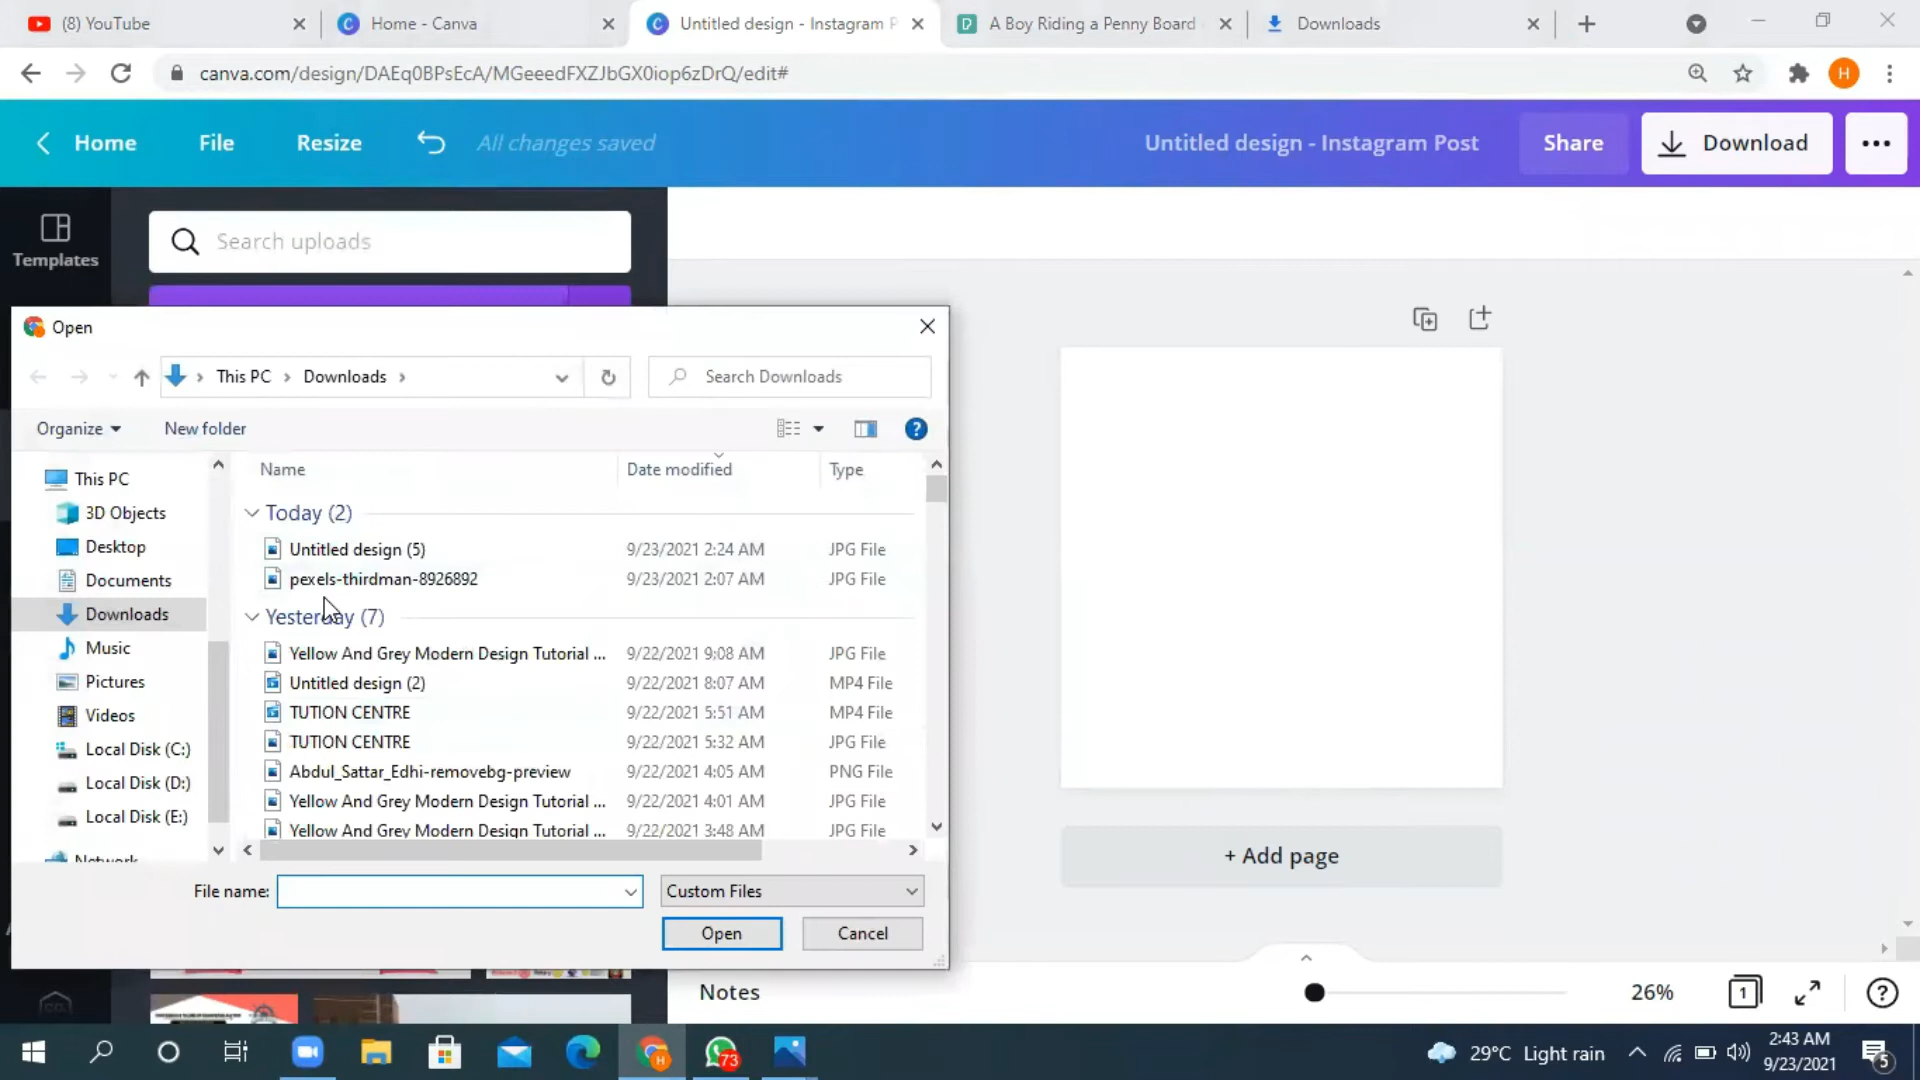 (8) YouTube
Home - Canva
Untitled design - Instagram P
A Boy Riding a Penny Board
Downloads
canva.com/design/DAEq0BPsEcA/MGeeedFXZJbGX0iop6zDrQ/edit#
H
Home
File
Resize
All changes saved
Untitled design - Instagram Post
Share
Download
Templates
Search uploads
Open
This PC
Downloads
Search Downloads
Organize
New folder
Name
Date modified
Type
This PC
3D Objects
Desktop
Documents
Downloads
Music
Pictures
Videos
Local Disk (C:)
Local Disk (D:)
Local Disk (E:)
Network
Today (2)
Untitled design (5) 9/23/2021 2:24 AM JPG File
pexels-thirdman-8926892 9/23/2021 2:07 AM JPG File
Yesterday (7)
Yellow And Grey Modern Design Tutorial ... 9/22/2021 9:08 AM JPG File
Untitled design (2) 9/22/2021 8:07 AM MP4 File
TUTION CENTRE 9/22/2021 5:51 AM MP4 File
TUTION CENTRE 9/22/2021 5:32 AM JPG File
Abdul_Sattar_Edhi-removebg-preview 9/22/2021 4:05 AM PNG File
Yellow And Grey Modern Design Tutorial ... 9/22/2021 4:01 AM JPG File
Yellow And Grey Modern Design Tutorial ... 9/22/2021 3:48 AM JPG File
File name:
Custom Files
Open
Cancel
+ Add page
Notes
26%
1
73
29°C Light rain
2:43 AM
9/23/2021
5